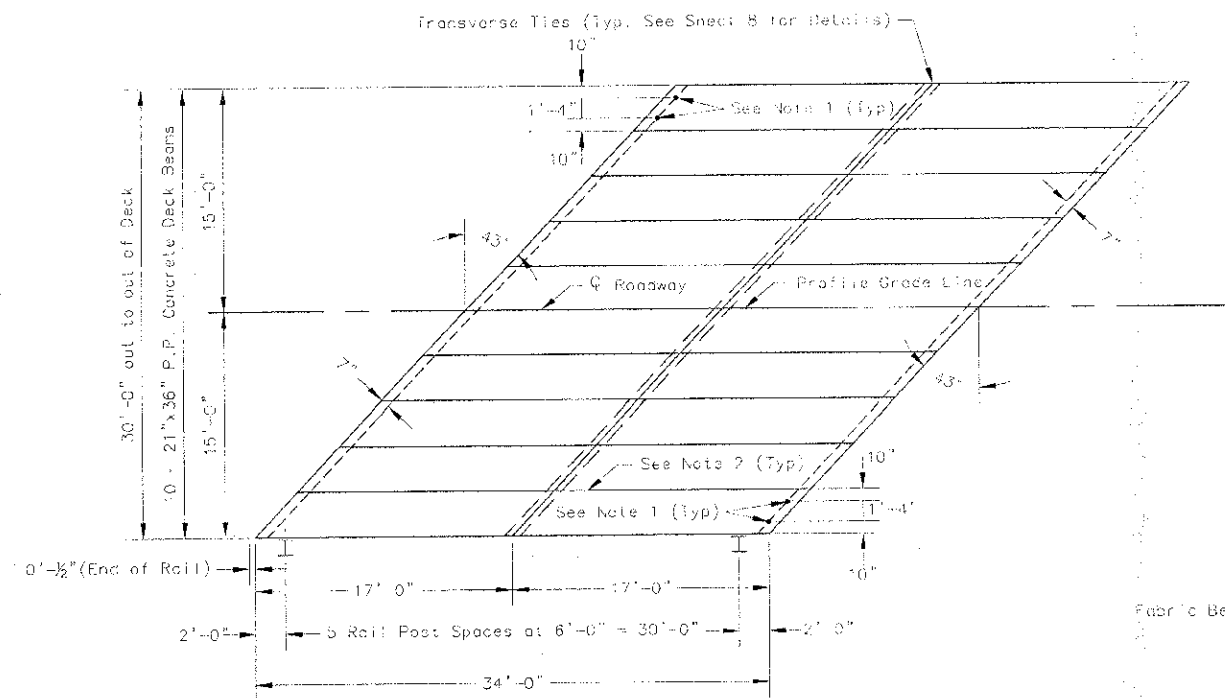 Transverse Ties (Typ. See Sheet 8 for Details)
10"
1'-4"
10"
See Note 1 (Typ)
30'-0" out to out of Deck
10 - 21"x36" P.P. Concrete Deck Beams
15'-0"
15'-0"
43°
7"
℄ Roadway
Profile Grade Line
7"
43°
See Note 2 (Typ)
10"
See Note 1 (Typ)
1'-4"
10"
0'-½" (End of Rail)
17' 0"
17'-0"
2'-0"
5 Rail Post Spaces at 6'-0" = 30'-0"
2' 0"
34'-0"
Fabric Be